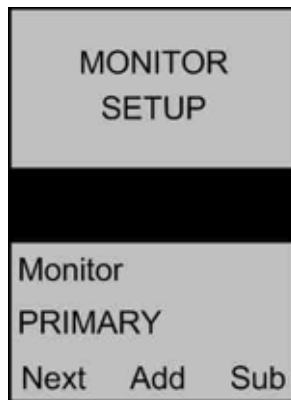 MONITOR
SETUP
Monitor
PRIMARY
Next Add Sub